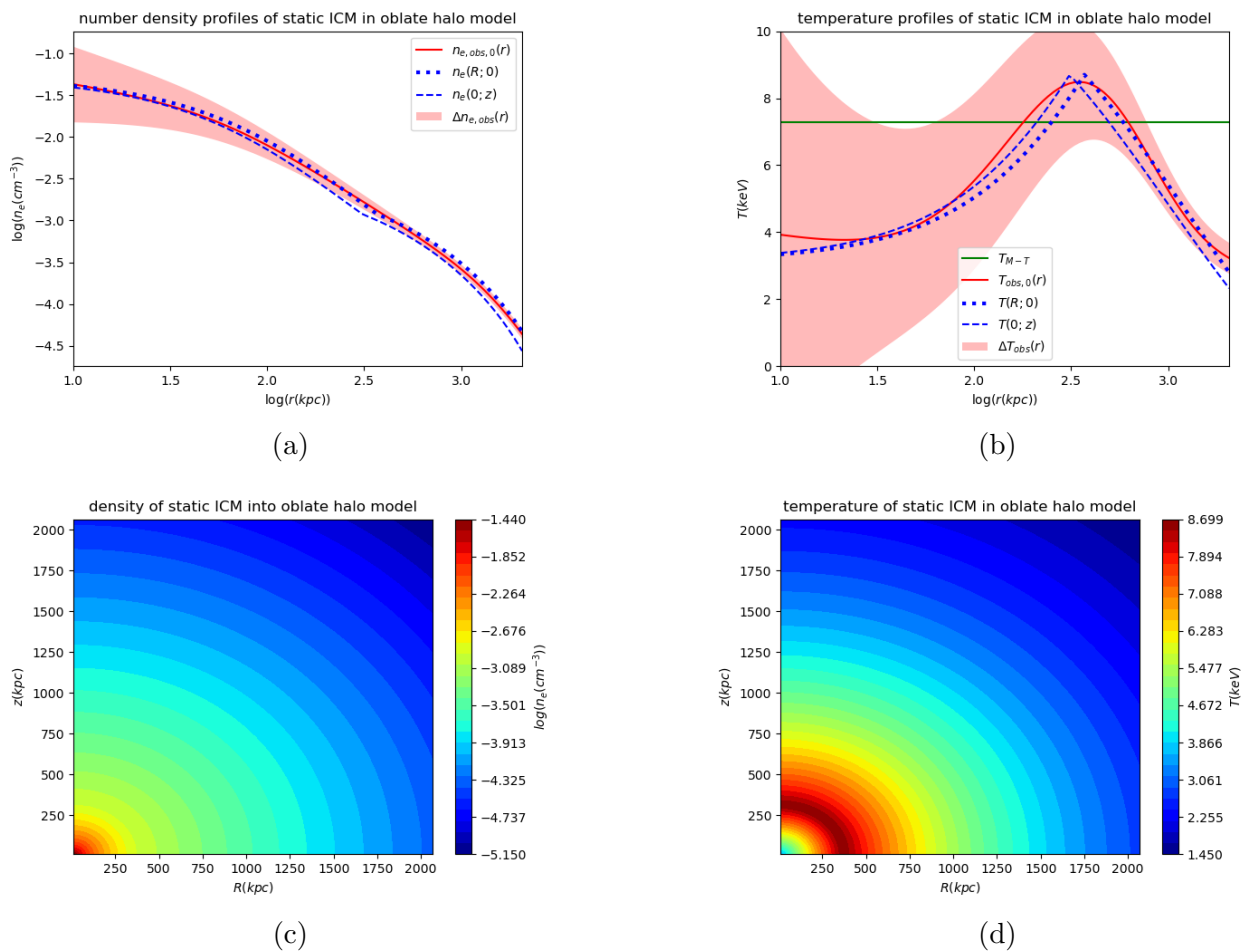 number density profiles of static ICM in oblate halo model
−1.0
−1.5
−2.0
−2.5
−3.0
−3.5
−4.0
−4.5
log(n_e(cm^{−3}))
n_{e,obs,0}(r)
n_e(R; 0)
n_e(0; z)
Δn_{e,obs}(r)
1.0 1.5 2.0 2.5 3.0
log(r(kpc))
(a)
temperature profiles of static ICM in oblate halo model
10
8
6
4
2
0
T(keV)
T_{M−T}
T_{obs,0}(r)
T(R; 0)
T(0; z)
ΔT_{obs}(r)
1.0 1.5 2.0 2.5 3.0
log(r(kpc))
(b)
density of static ICM into oblate halo model
2000
1750
1500
1250
1000
750
500
250
z(kpc)
250 500 750 1000 1250 1500 1750 2000
R(kpc)
−1.440
−1.852
−2.264
−2.676
−3.089
−3.501
−3.913
−4.325
−4.737
−5.150
log(n_e(cm^{−3}))
(c)
temperature of static ICM in oblate halo model
2000
1750
1500
1250
1000
750
500
250
z(kpc)
250 500 750 1000 1250 1500 1750 2000
R(kpc)
8.699
7.894
7.088
6.283
5.477
4.672
3.866
3.061
2.255
1.450
T(keV)
(d)